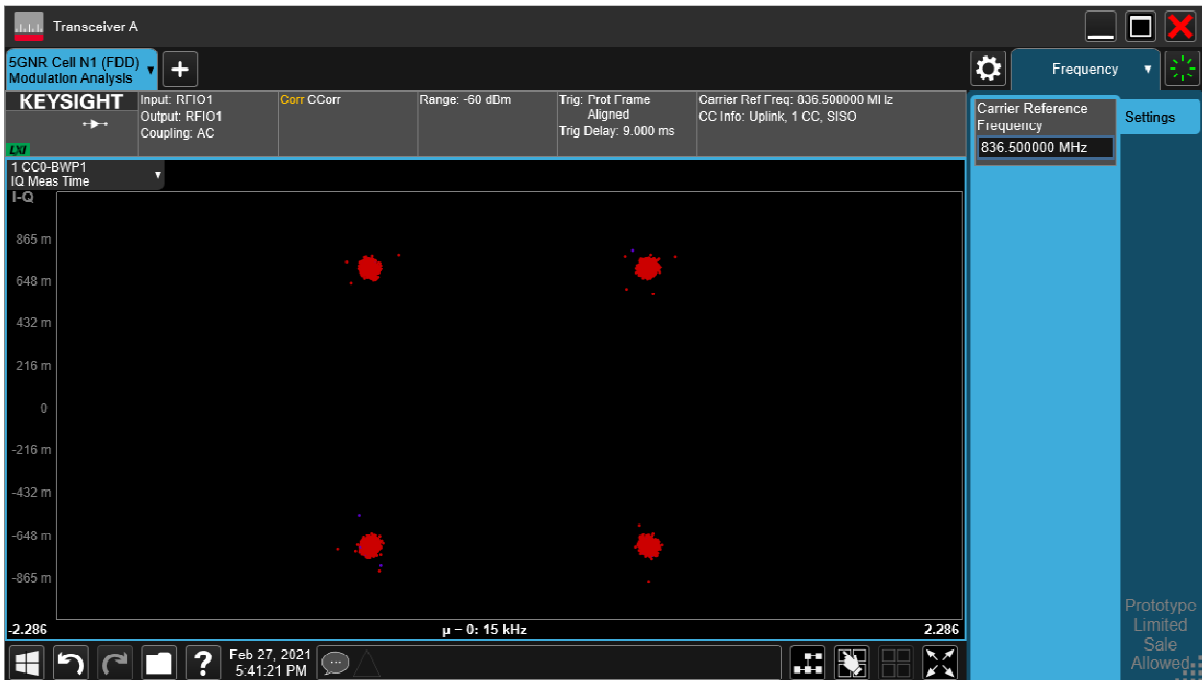 Transceiver A
5GNR Cell N1 (FDD)
Modulation Analysis
Frequency
KEYSIGHT
LXI
Input: RFIO1
Output: RFIO1
Coupling: AC
Corr CCorr
Range: -60 dBm
Trig: Prot Frame
Aligned
Trig Delay: 9.000 ms
Carrier Ref Freq: 836.500000 MHz
CC Info: Uplink, 1 CC, SISO
Carrier Reference
Frequency
836.500000 MHz
Settings
1 CC0-BWP1
IQ Meas Time
I-Q
865 m
648 m
432 m
216 m
0
-216 m
-432 m
-648 m
-865 m
-2.286
μ = 0: 15 kHz
2.286
Prototype
Limited
Sale
Allowed
?
Feb 27, 2021
5:41:21 PM